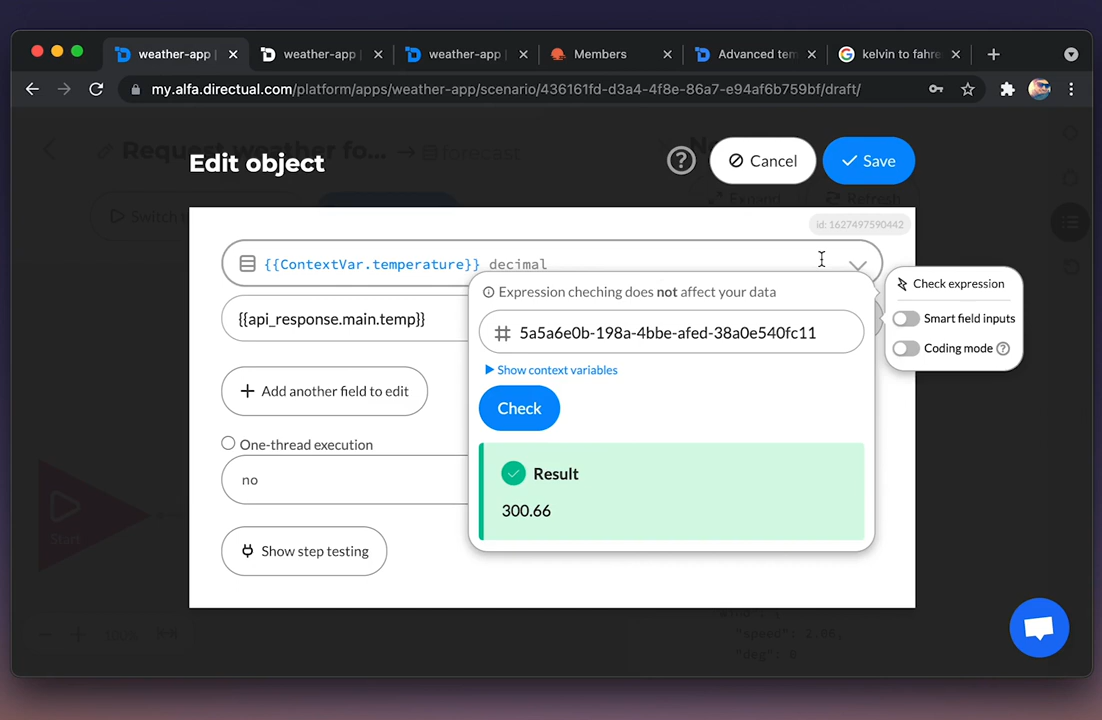 weather-app |
weather-app |
weather-app |
Members
Advanced tem
kelvin to fahre
my.alfa.directual.com/platform/apps/weather-app/scenario/436161fd-d3a4-4f8e-86a7-e94af6b759bf/draft/
Request weather fo...
forecast
Edit object
Cancel
Save
Switch
Expand
Refresh
id: 1627497590442
{{ContextVar.temperature}} decimal
Expression cheching does not affect your data
Check expression
{{api_response.main.temp}}
5a5a6e0b-198a-4bbe-afed-38a0e540fc11
Smart field inputs
Coding mode
Show context variables
Add another field to edit
Check
One-thread execution
Result
no
300.66
Start
Show step testing
"speed": 2.06,
"deg": 0